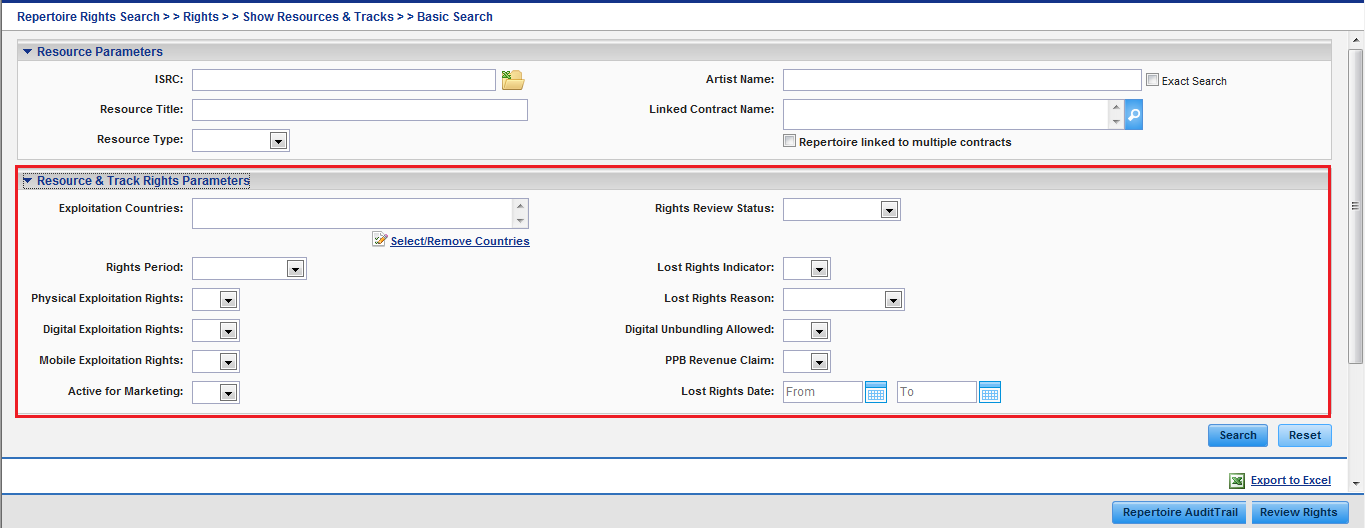 Repertoire Rights Search > > Rights > > Show Resources & Tracks > > Basic Search
Resource Parameters
ISRC:
Artist Name:
Exact Search
Resource Title:
Linked Contract Name:
Resource Type:
Repertoire linked to multiple contracts
Resource & Track Rights Parameters
Exploitation Countries:
Rights Review Status:
Select/Remove Countries
Rights Period:
Lost Rights Indicator:
Physical Exploitation Rights:
Lost Rights Reason:
Digital Exploitation Rights:
Digital Unbundling Allowed:
Mobile Exploitation Rights:
PPB Revenue Claim:
Active for Marketing:
Lost Rights Date:
From
To
Search
Reset
Export to Excel
Repertoire AuditTrail
Review Rights